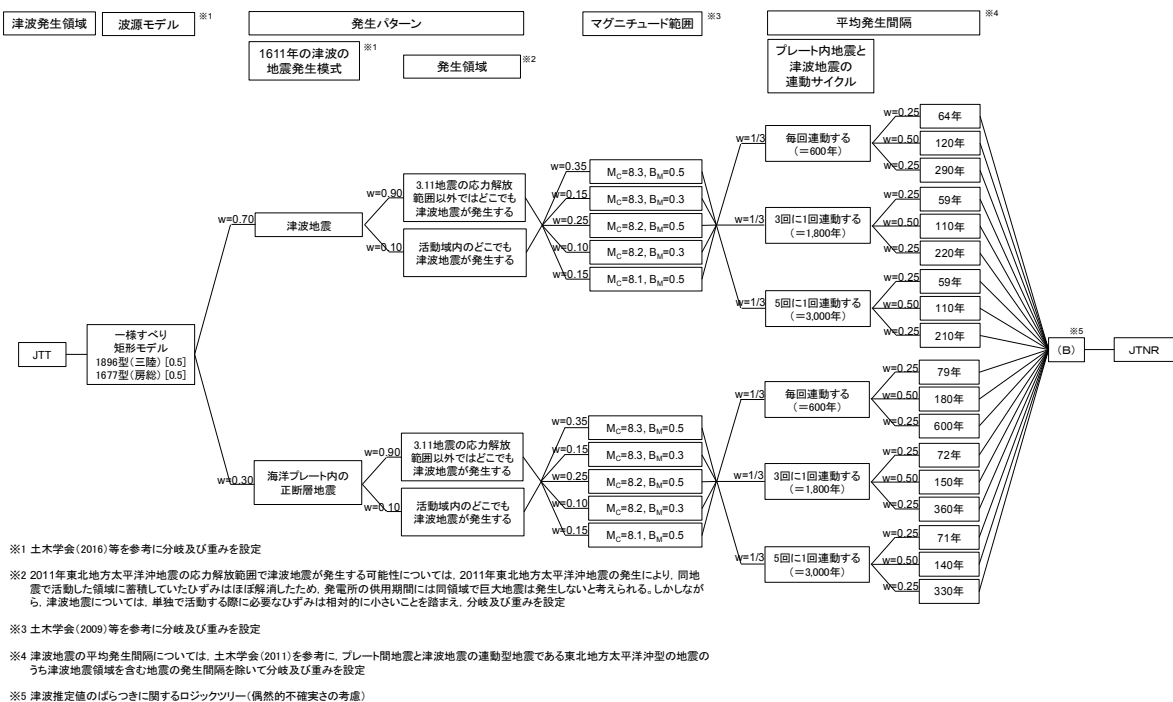 津波発生領域
波源モデル ※1
発生パターン
1611年の津波の
地震発生模式
※1
発生領域
※2
マグニチュード範囲 ※3
平均発生間隔 ※4
プレート内地震と
津波地震の
連動サイクル
JTT
一様すべり
矩形モデル
1896型(三陸) [0.5]
1677型(房総) [0.5]
w=0.70
津波地震
w=0.90
3.11地震の応力解放
範囲以外ではどこでも
津波地震が発生する
w=0.10
活動域内のどこでも
津波地震が発生する
w=0.35
MC=8.3, BM=0.5
w=0.15
MC=8.3, BM=0.3
w=0.25
MC=8.2, BM=0.5
w=0.10
MC=8.2, BM=0.3
w=0.15
MC=8.1, BM=0.5
w=1/3
毎回連動する
(=600年)
w=0.25
64年
w=0.50
120年
w=0.25
290年
w=1/3
3回に1回連動する
(=1,800年)
w=0.25
59年
w=0.50
110年
w=0.25
220年
w=1/3
5回に1回連動する
(=3,000年)
w=0.25
59年
w=0.50
110年
w=0.25
210年
w=0.30
海洋プレート内の
正断層地震
w=0.90
3.11地震の応力解放
範囲以外ではどこでも
津波地震が発生する
w=0.10
活動域内のどこでも
津波地震が発生する
w=0.35
MC=8.3, BM=0.5
w=0.15
MC=8.3, BM=0.3
w=0.25
MC=8.2, BM=0.5
w=0.10
MC=8.2, BM=0.3
w=0.15
MC=8.1, BM=0.5
w=1/3
毎回連動する
(=600年)
w=0.25
79年
w=0.50
180年
w=0.25
600年
w=1/3
3回に1回連動する
(=1,800年)
w=0.25
72年
w=0.50
150年
w=0.25
360年
w=1/3
5回に1回連動する
(=3,000年)
w=0.25
71年
w=0.50
140年
w=0.25
330年
※5
(B)
JTNR
※1 土木学会(2016)等を参考に分岐及び重みを設定
※2 2011年東北地方太平洋沖地震の応力解放範囲で津波地震が発生する可能性については，2011年東北地方太平洋沖地震の発生により，同地
震で活動した領域に蓄積していたひずみはほぼ解消したため，発電所の供用期間には同領域で巨大地震は発生しないと考えられる。しかしなが
ら，津波地震については，単独で活動する際に必要なひずみは相対的に小さいことを踏まえ，分岐及び重みを設定
※3 土木学会(2009)等を参考に分岐及び重みを設定
※4 津波地震の平均発生間隔については，土木学会(2011)を参考に，プレート間地震と津波地震の連動型地震である東北地方太平洋沖型の地震の
うち津波地震領域を含む地震の発生間隔を除いて分岐及び重みを設定
※5 津波推定値のばらつきに関するロジックツリー(偶然的不確実さの考慮)